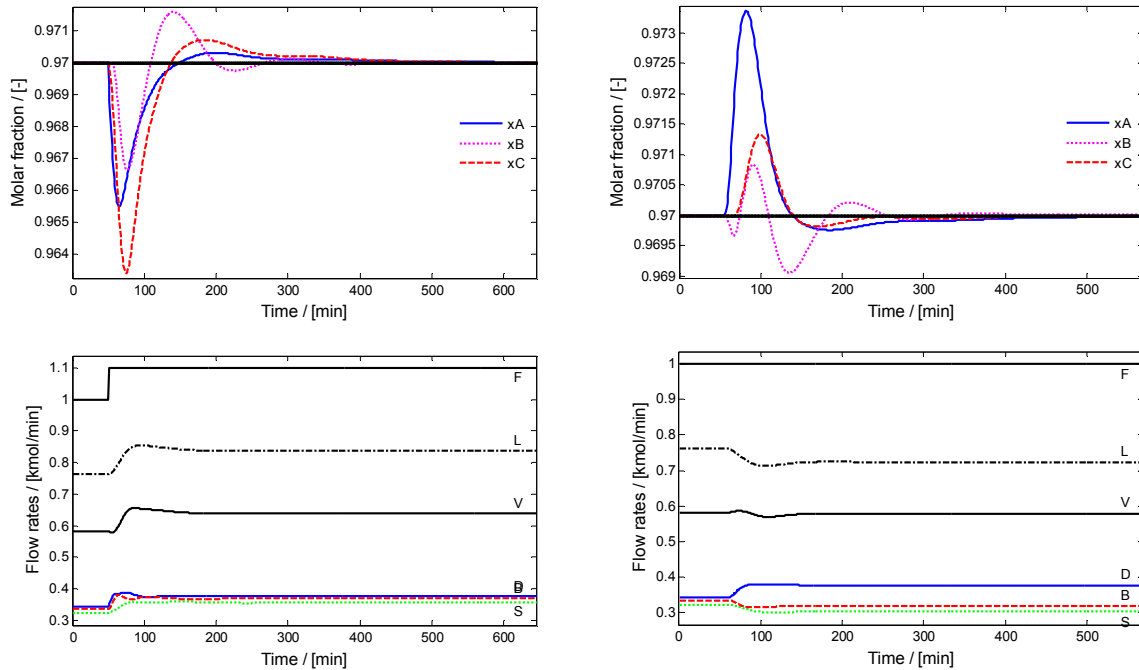 0.971
0.97
0.969
0.968
0.967
0.966
0.965
0.964
Molar fraction / [-]
xA
xB
xC
0 100 200 300 400 500 600
Time / [min]
0.973
0.9725
0.972
0.9715
0.971
0.9705
0.97
0.9695
0.969
Molar fraction / [-]
xA
xB
xC
0 100 200 300 400 500
Time / [min]
1.1
1
0.9
0.8
0.7
0.6
0.5
0.4
0.3
Flow rates / [kmol/min]
F
L
V
D
B
S
0 100 200 300 400 500 600
Time / [min]
1
0.9
0.8
0.7
0.6
0.5
0.4
0.3
Flow rates / [kmol/min]
F
L
V
D
B
S
0 100 200 300 400 500
Time / [min]